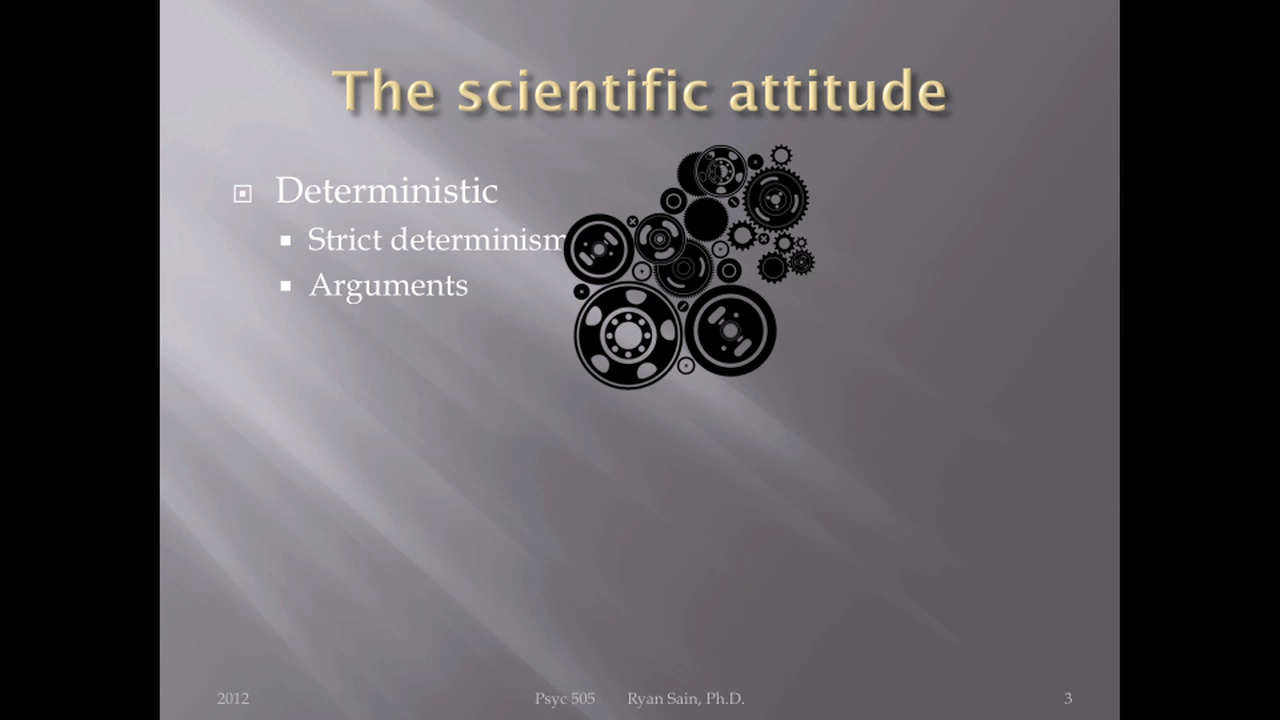 The scientific attitude
Deterministic
Strict determinism
Arguments
2012
Psyc 505 Ryan Sain, Ph.D.
3